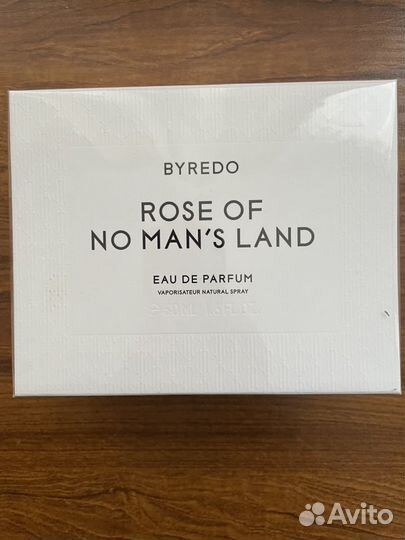 BYREDO
ROSE OF
NO MAN'S LAND
EAU DE PARFUM
VAPORISATEUR NATURAL SPRAY
Avito